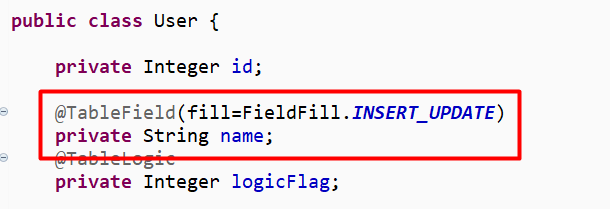 public class User {
private Integer id;
@TableField(fill=FieldFill.INSERT_UPDATE)
private String name;
@TableLogic
private Integer logicFlag;